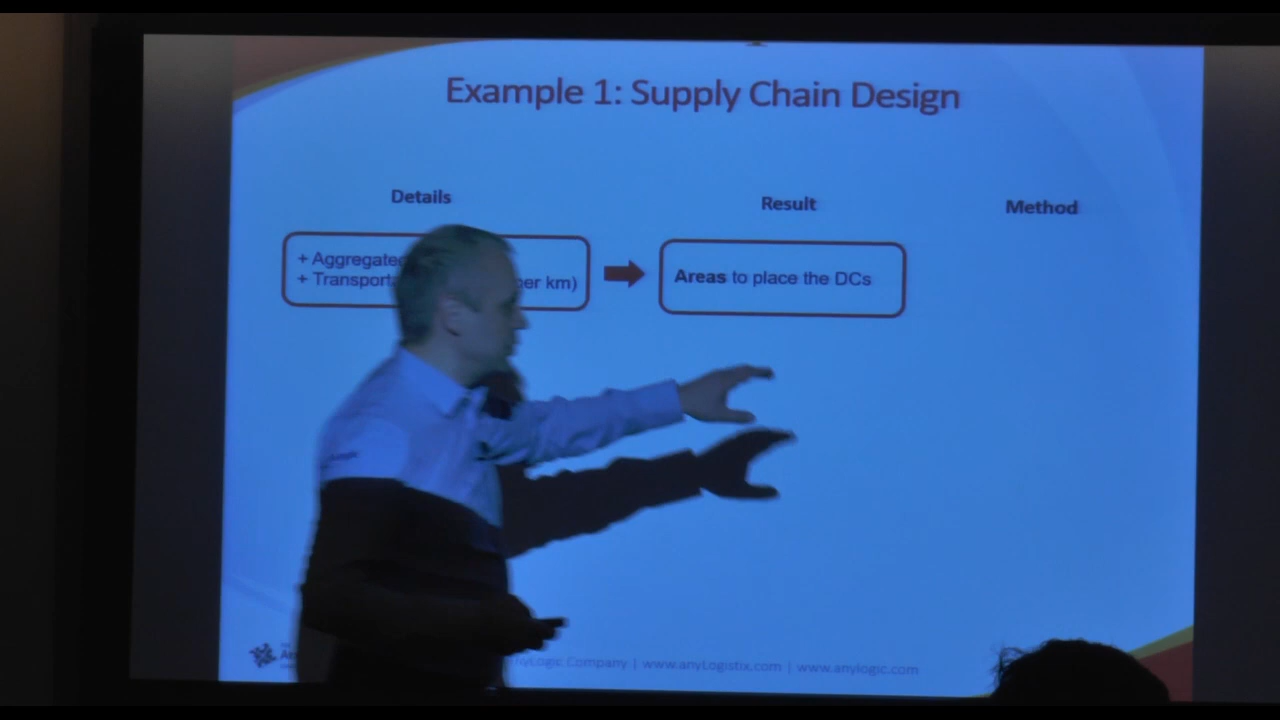 Example 1: Supply Chain Design
Details
Result
Method
+ Aggregated
+ Transport per km)
Areas to place the DCs
Company | www.anyLogistix.com | www.anylogic.com